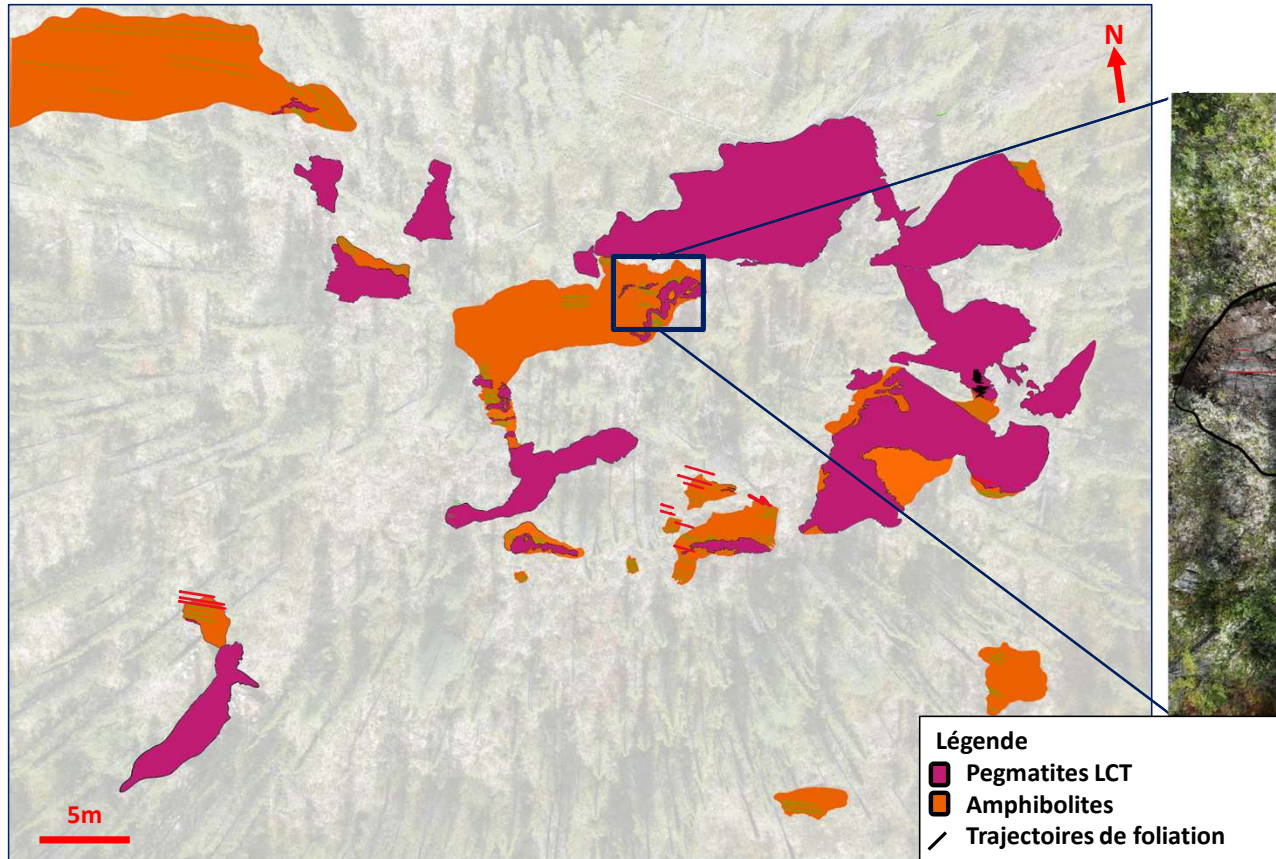 N
5m
Légende
Pegmatites LCT
Amphibolites
Trajectoires de foliation